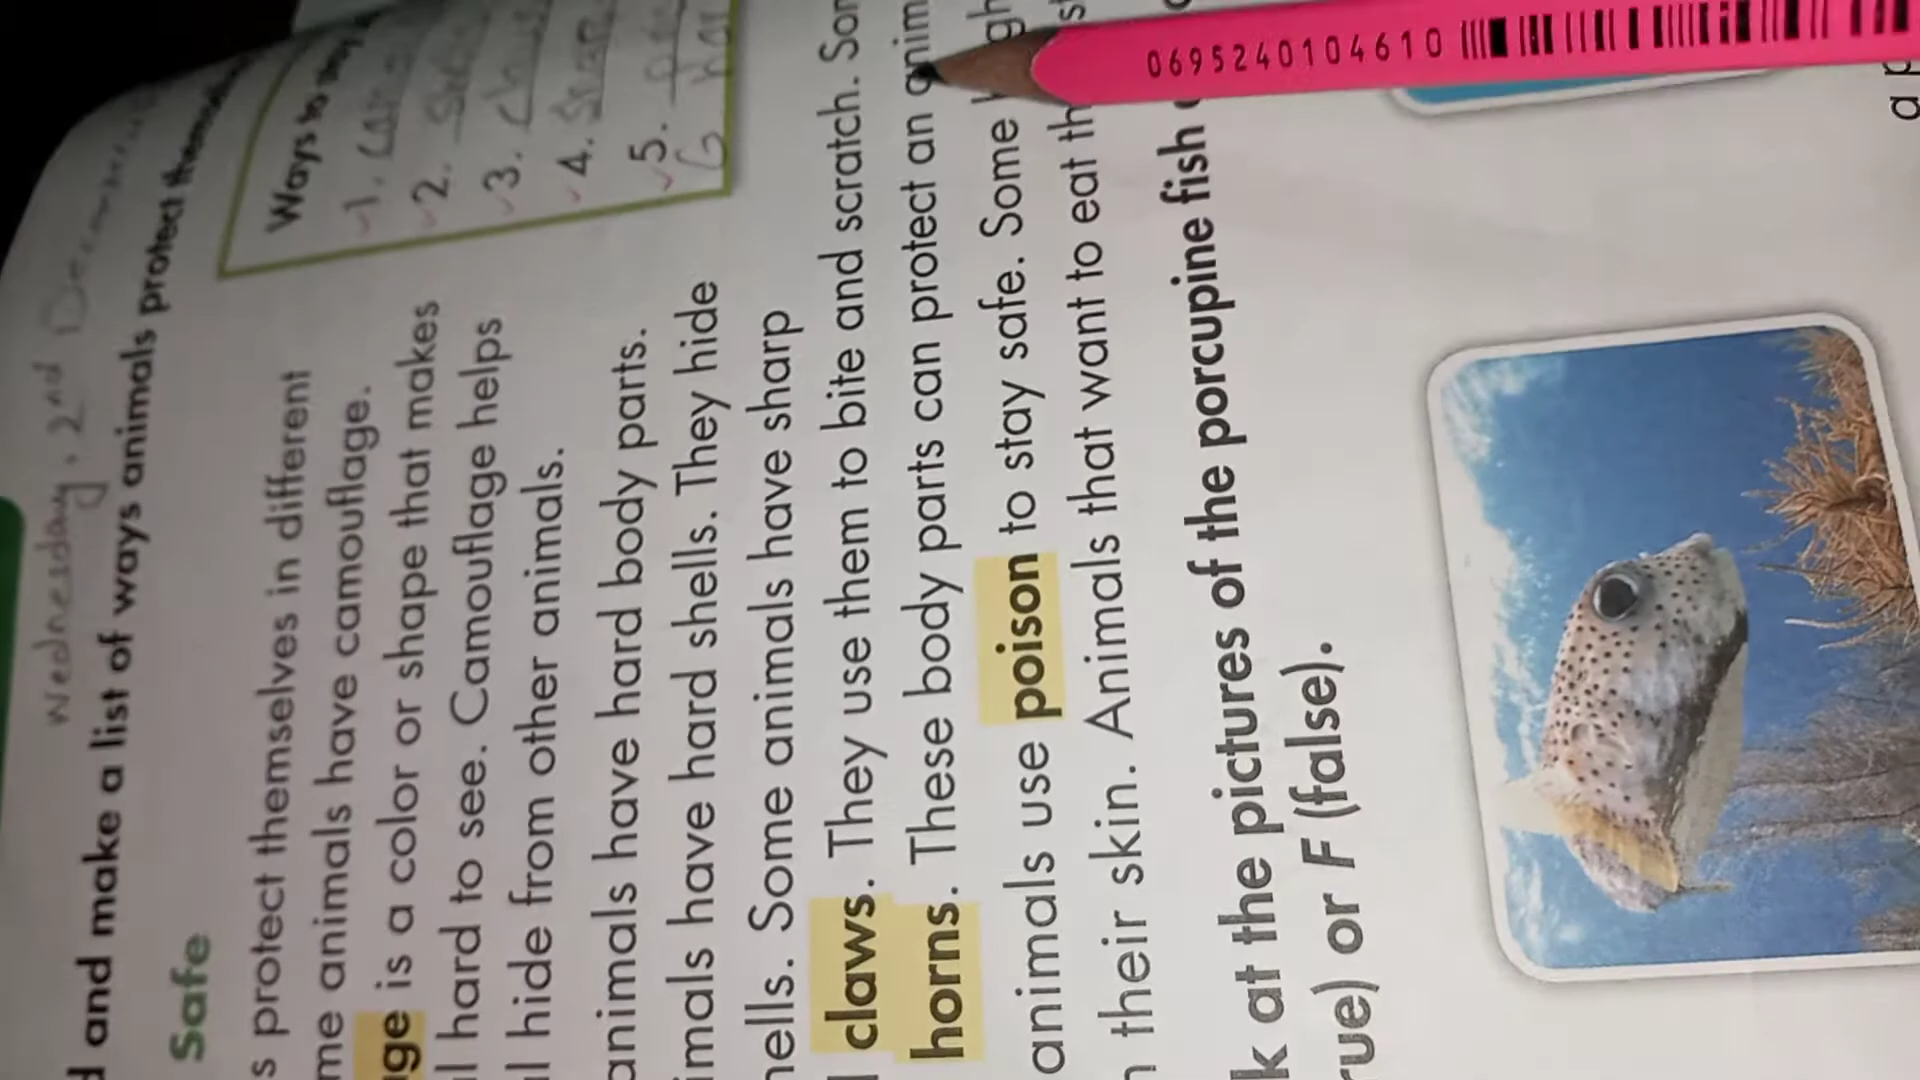 Wednesday, 2nd
and make a list of ways animals protect
Safe
Ways to
1.
2.
3.
4.
5.
6
s protect themselves in different
me animals have camouflage.
ge is a color or shape that makes
l hard to see. Camouflage helps
l hide from other animals.
animals have hard body parts.
imals have hard shells. They hide
hells. Some animals have sharp
claws. They use them to bite and scratch. Som
horns. These body parts can protect an anim
animals use poison to stay safe. Some
their skin. Animals that want to eat th
k at the pictures of the porcupine fish
rue) or F (false).
0695240104610